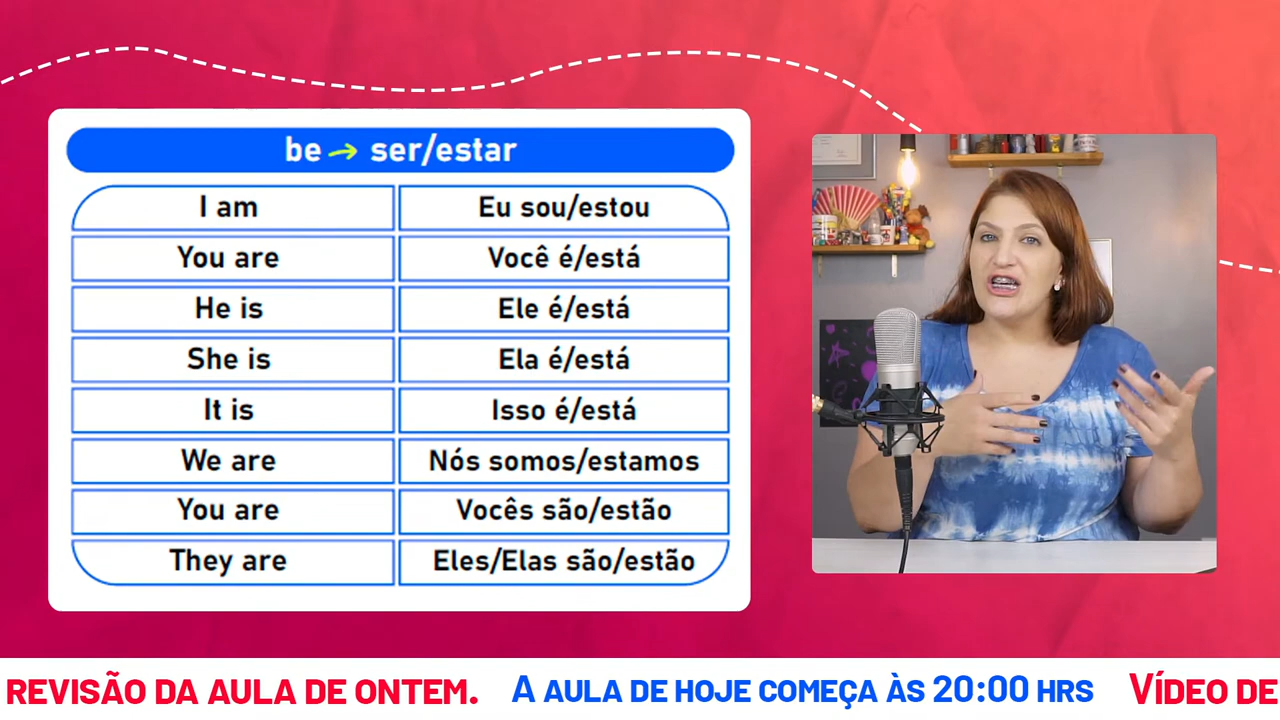 be → ser/estar
I am Eu sou/estou
You are Você é/está
He is Ele é/está
She is Ela é/está
It is Isso é/está
We are Nós somos/estamos
You are Vocês são/estão
They are Eles/Elas são/estão
REVISÃO DA AULA DE ONTEM. A AULA DE HOJE COMEÇA ÀS 20:00 HRS VÍDEO DE